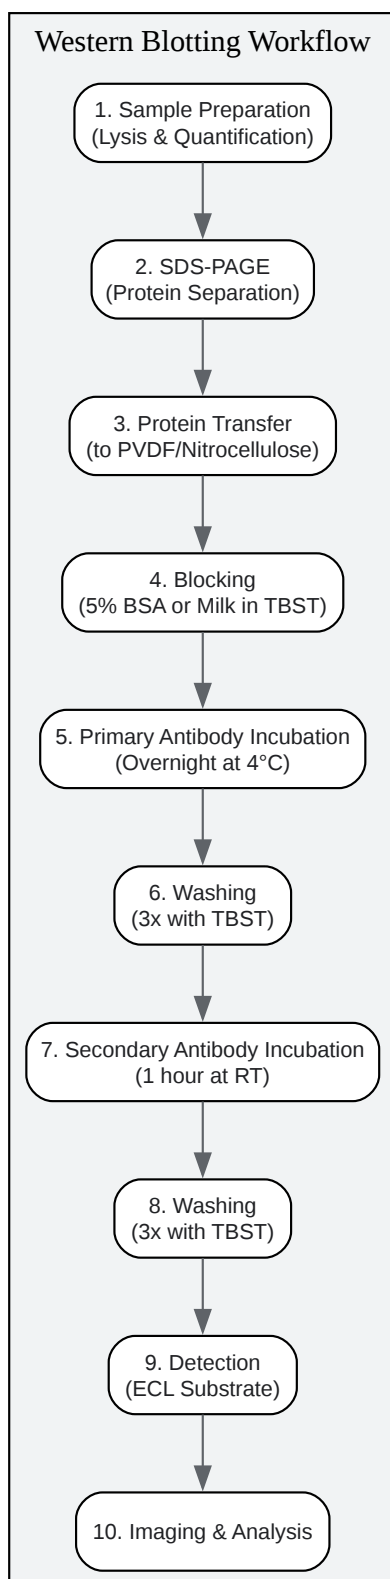 Western Blotting Workflow
1. Sample Preparation
(Lysis & Quantification)
2. SDS-PAGE
(Protein Separation)
3. Protein Transfer
(to PVDF/Nitrocellulose)
4. Blocking
(5% BSA or Milk in TBST)
5. Primary Antibody Incubation
(Overnight at 4°C)
6. Washing
(3x with TBST)
7. Secondary Antibody Incubation
(1 hour at RT)
8. Washing
(3x with TBST)
9. Detection
(ECL Substrate)
10. Imaging & Analysis